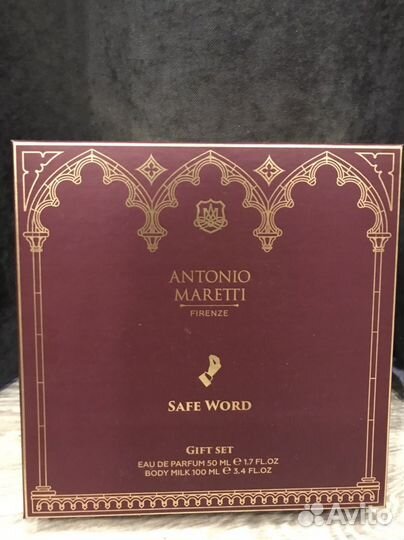 ANTONIO
MARETTI
FIRENZE
SAFE WORD
GIFT SET
EAU DE PARFUM 50 ML ℮ 1.7 FL.OZ
BODY MILK 100 ML ℮ 3.4 FL.OZ
Avito